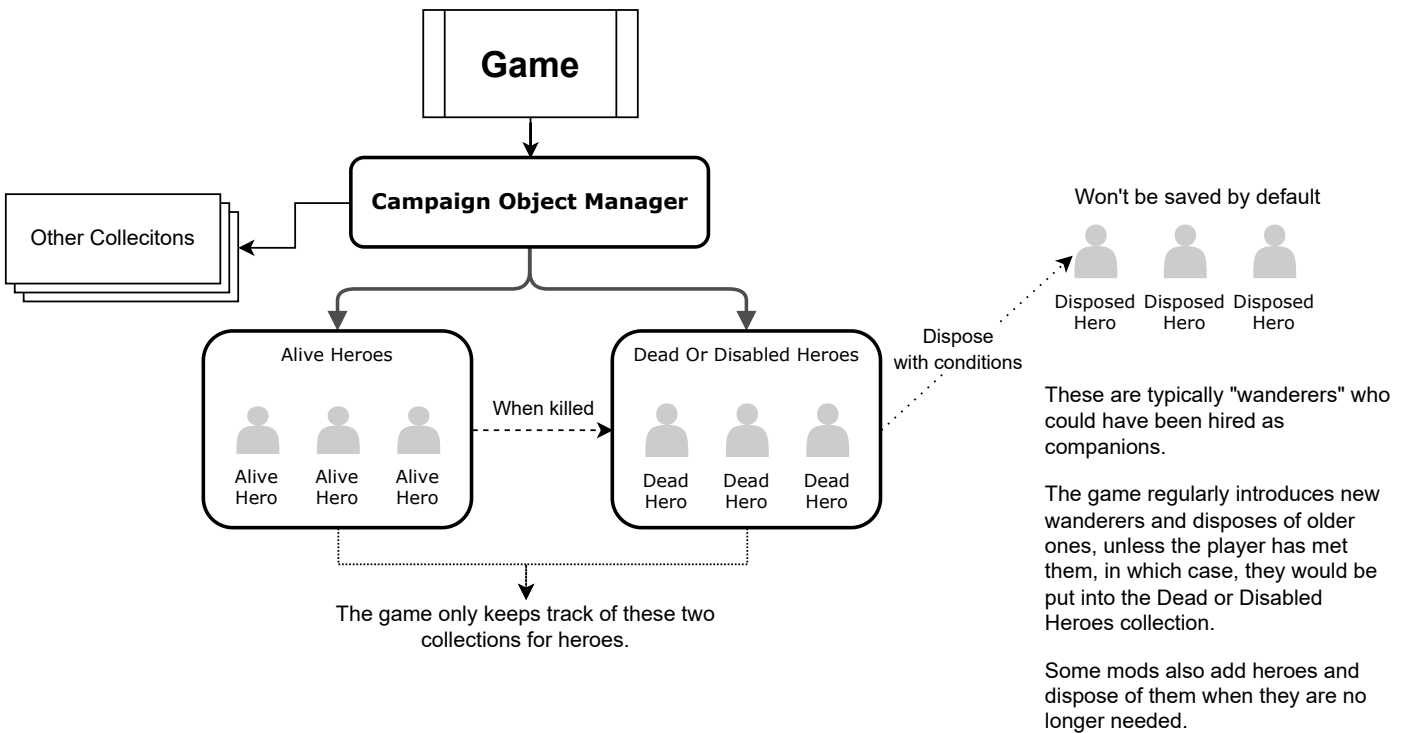 Game
Campaign Object Manager
Other Collecitons
Won't be saved by default
Disposed Disposed Disposed
Hero Hero Hero
Dispose
with conditions
Alive Heroes
Dead Or Disabled Heroes
When killed
Alive Alive Alive
Hero Hero Hero
Dead Dead Dead
Hero Hero Hero
The game only keeps track of these two
collections for heroes.
These are typically "wanderers" who
could have been hired as
companions.
The game regularly introduces new
wanderers and disposes of older
ones, unless the player has met
them, in which case, they would be
put into the Dead or Disabled
Heroes collection.
Some mods also add heroes and
dispose of them when they are no
longer needed.